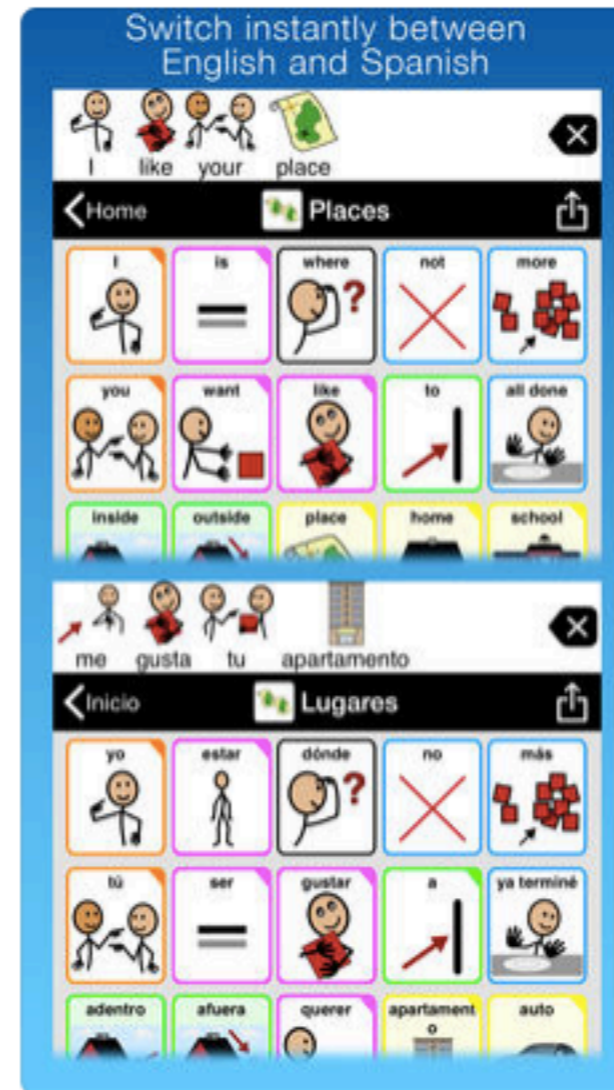 Switch instantly between
English and Spanish
I like your place
Home Places
I is where not more
you want like to all done
inside outside place home school
me gusta tu apartamento
Inicio Lugares
yo estar dónde no más
tú ser gustar a ya terminé
adentro afuera querer apartament auto
o